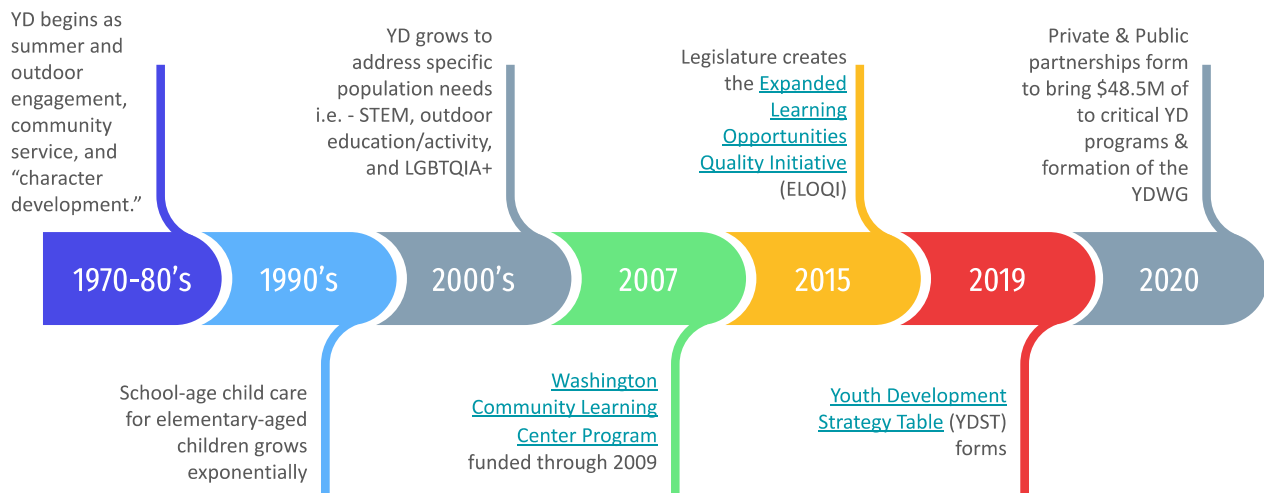 YD begins as
summer and
outdoor
engagement,
community
service, and
“character
development.”
YD grows to
address specific
population needs
i.e. - STEM, outdoor
education/activity,
and LGBTQIA+
Legislature creates
the Expanded
Learning
Opportunities
Quality Initiative
(ELOQI)
Private & Public
partnerships form
to bring $48.5M of
to critical YD
programs &
formation of the
YDWG
1970-80’s
1990’s
2000’s
2007
2015
2019
2020
School-age child care
for elementary-aged
children grows
exponentially
Washington
Community Learning
Center Program
funded through 2009
Youth Development
Strategy Table (YDST)
forms